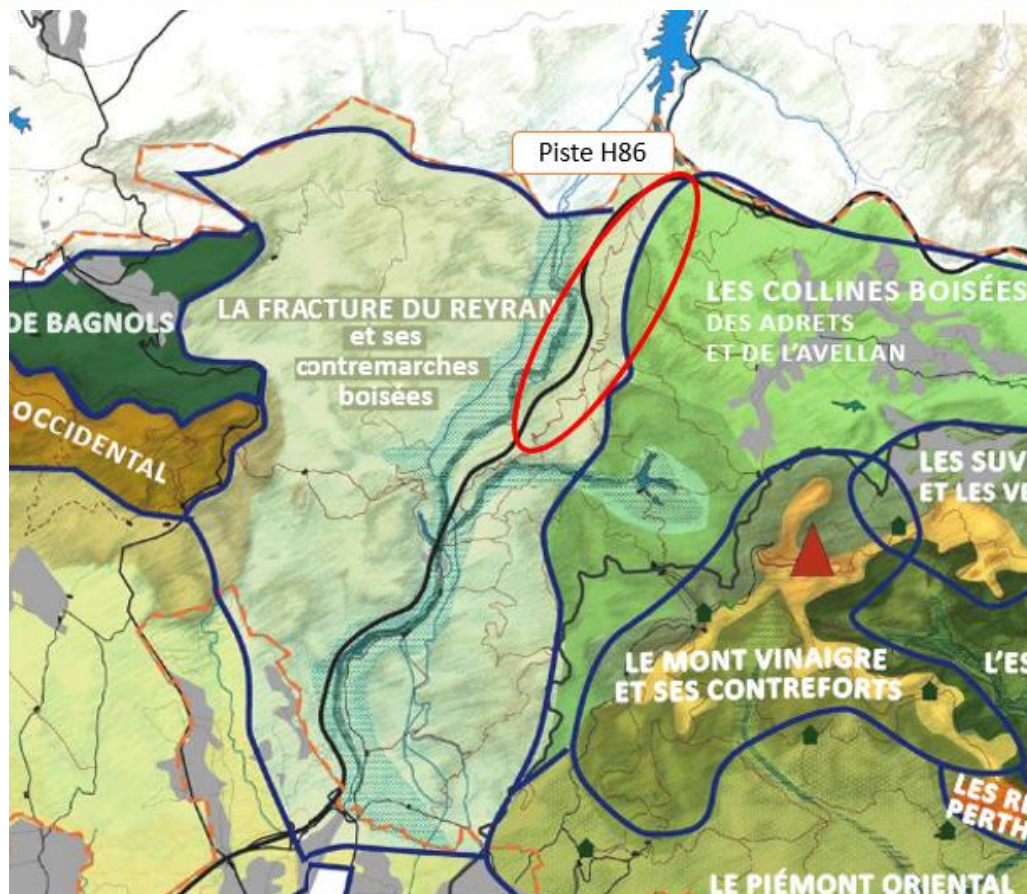 Piste H86
LA FRACTURE DU REYRAN
et ses
contremarches
boisées
LES COLLINES BOISÉES
DES ADRETS
ET DE L'AVELLAN
DE BAGNOLS
OCCIDENTAL
LES SUV
ET LES VE
LE MONT VINAIGRE
ET SES CONTREFORTS
L'ES
LES R
PERTH
LE PIÉMONT ORIENTAL